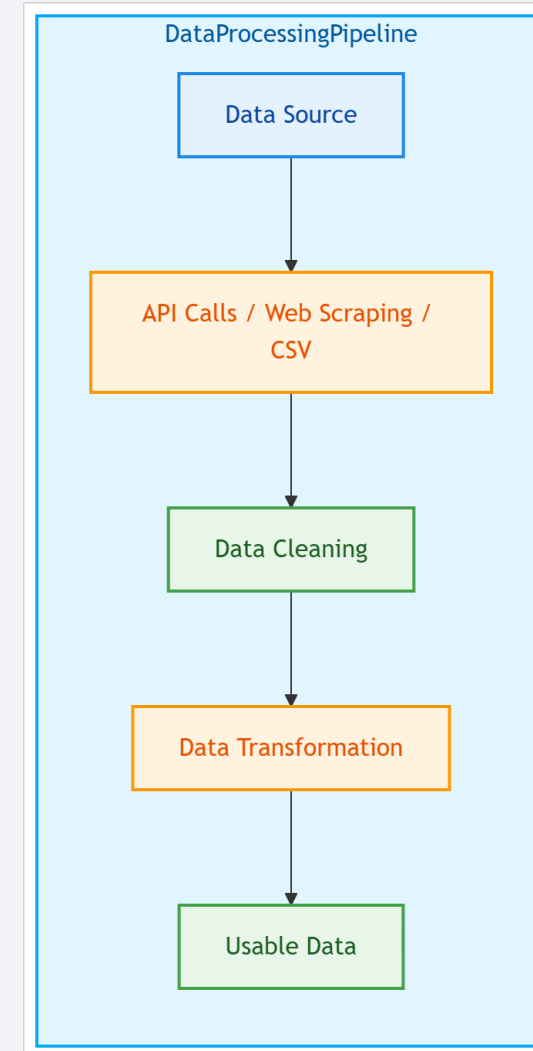 DataProcessingPipeline
Data Source
API Calls / Web Scraping /
CSV
Data Cleaning
Data Transformation
Usable Data